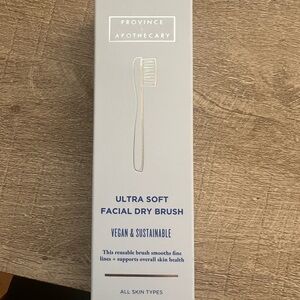 PROVINCE
APOTHECARY
ULTRA SOFT
FACIAL DRY BRUSH
VEGAN & SUSTAINABLE
This reusable brush smooths fine
lines + supports overall skin health
ALL SKIN TYPES